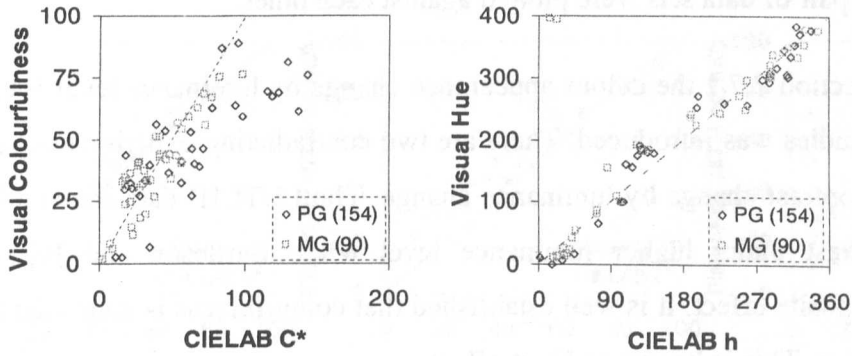 Visual Colourfulness
100
75
50
25
0
PG (154)
MG (90)
0
100
200
CIELAB C*
Visual Hue
400
300
200
100
0
PG (154)
MG (90)
0
90
180
270
360
CIELAB h